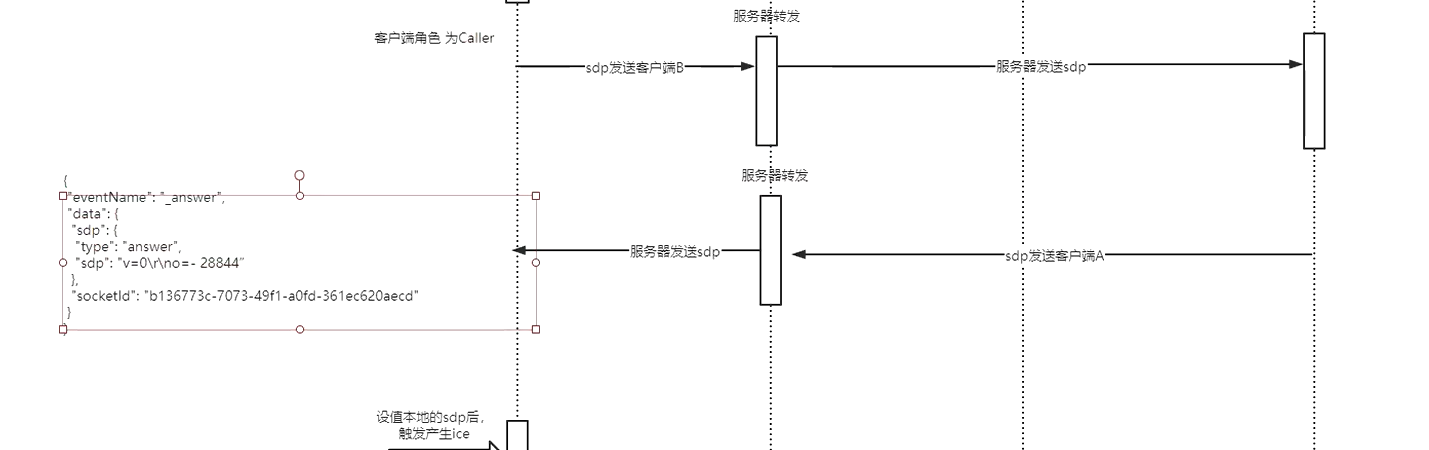 服务器转发
客户端角色 为Caller
sdp发送客户端B
服务器发送sdp
服务器转发
{
"eventName": "_answer",
"data": {
"sdp": {
"type": "answer",
"sdp": "v=0\r\no=- 28844"
},
"socketId": "b136773c-7073-49f1-a0fd-361ec620aecd"
}
}
服务器发送sdp
sdp发送客户端A
设值本地的sdp后，
触发产生ice